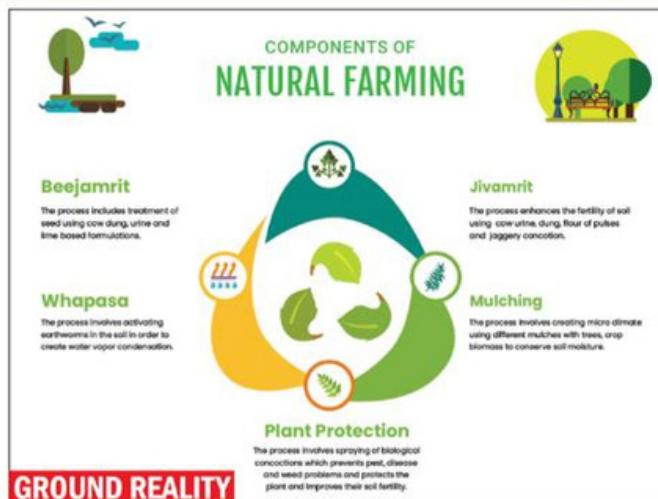 COMPONENTS OF
NATURAL FARMING
Beejamrit
The process includes treatment of
seed using cow dung, urine and
lime based formulations.
Jivamrit
The process enhances the fertility of soil
using cow urine, dung, flour of pulses
and jaggery concotion.
Whapasa
The process involves activating
earthworms in the soil in order to
create water vapor condensation.
Mulching
The process involves creating micro climate
using different mulches with trees, crop
biomass to conserve soil moisture.
Plant Protection
The process involves spraying of biological
concoctions which prevents pest, disease
and weed problems and protects the
plant and improves their soil fertility.
GROUND REALITY